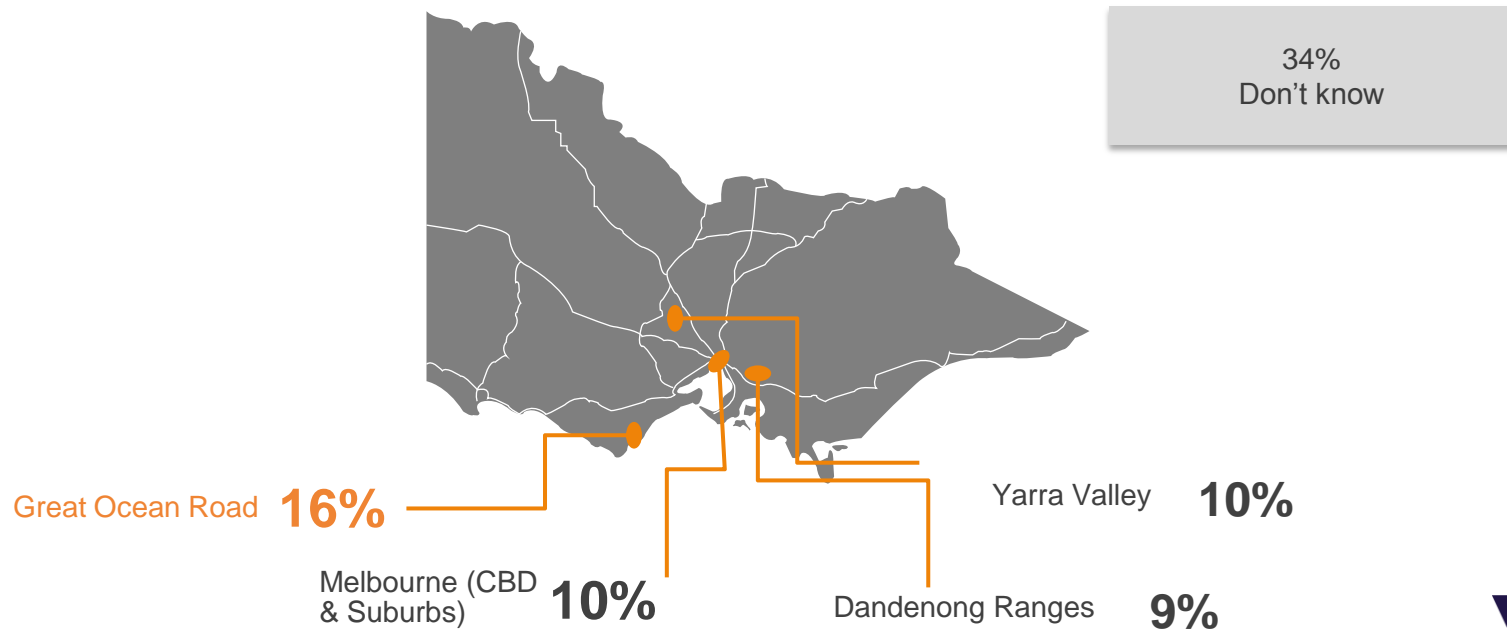 34%
Don’t know
Great Ocean Road 16%
Yarra Valley 10%
Melbourne (CBD
& Suburbs) 10%
Dandenong Ranges 9%